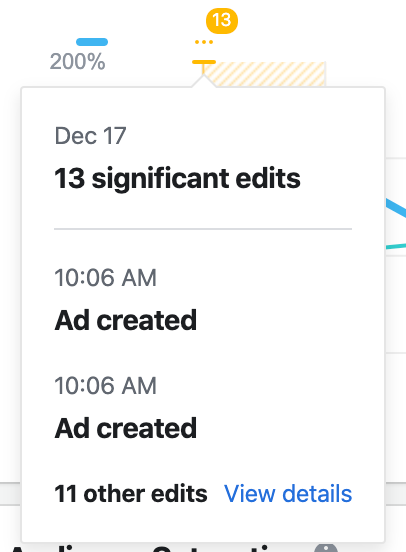 13
200%
Dec 17
13 significant edits
10:06 AM
Ad created
10:06 AM
Ad created
11 other edits View details